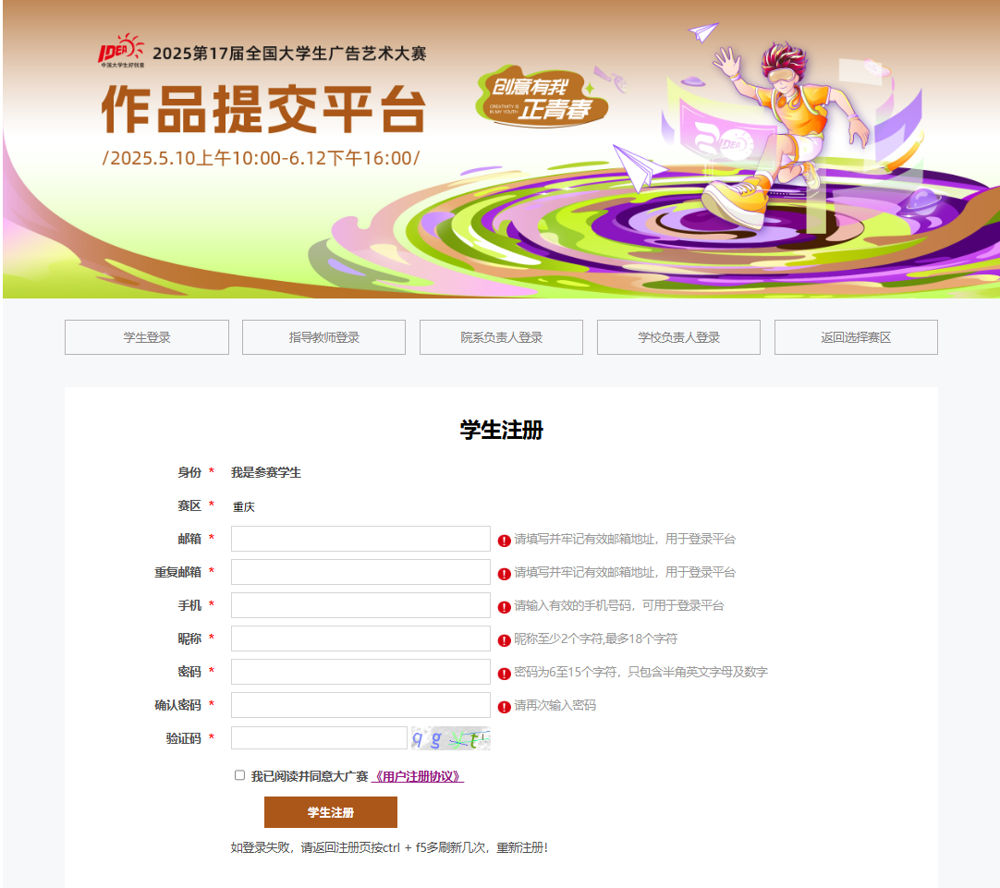 IDEA
中国大学生好创意
2025第17届全国大学生广告艺术大赛
作品提交平台
/2025.5.10上午10:00-6.12下午16:00/
创意有我
CREATIVITY IS
IN MY YOUTH
正青春
IDEA
学生登录
指导教师登录
院系负责人登录
学校负责人登录
返回选择赛区
学生注册
身份 * 我是参赛学生
赛区 * 重庆
邮箱 * 请填写并牢记有效邮箱地址，用于登录平台
重复邮箱 * 请填写并牢记有效邮箱地址，用于登录平台
手机 * 请输入有效的手机号码，可用于登录平台
昵称 * 昵称至少2个字符,最多18个字符
密码 * 密码为6至15个字符，只包含半角英文字母及数字
确认密码 * 请再次输入密码
验证码 *
我已阅读并同意大广赛 《用户注册协议》
学生注册
如登录失败，请返回注册页按ctrl + f5多刷新几次，重新注册！